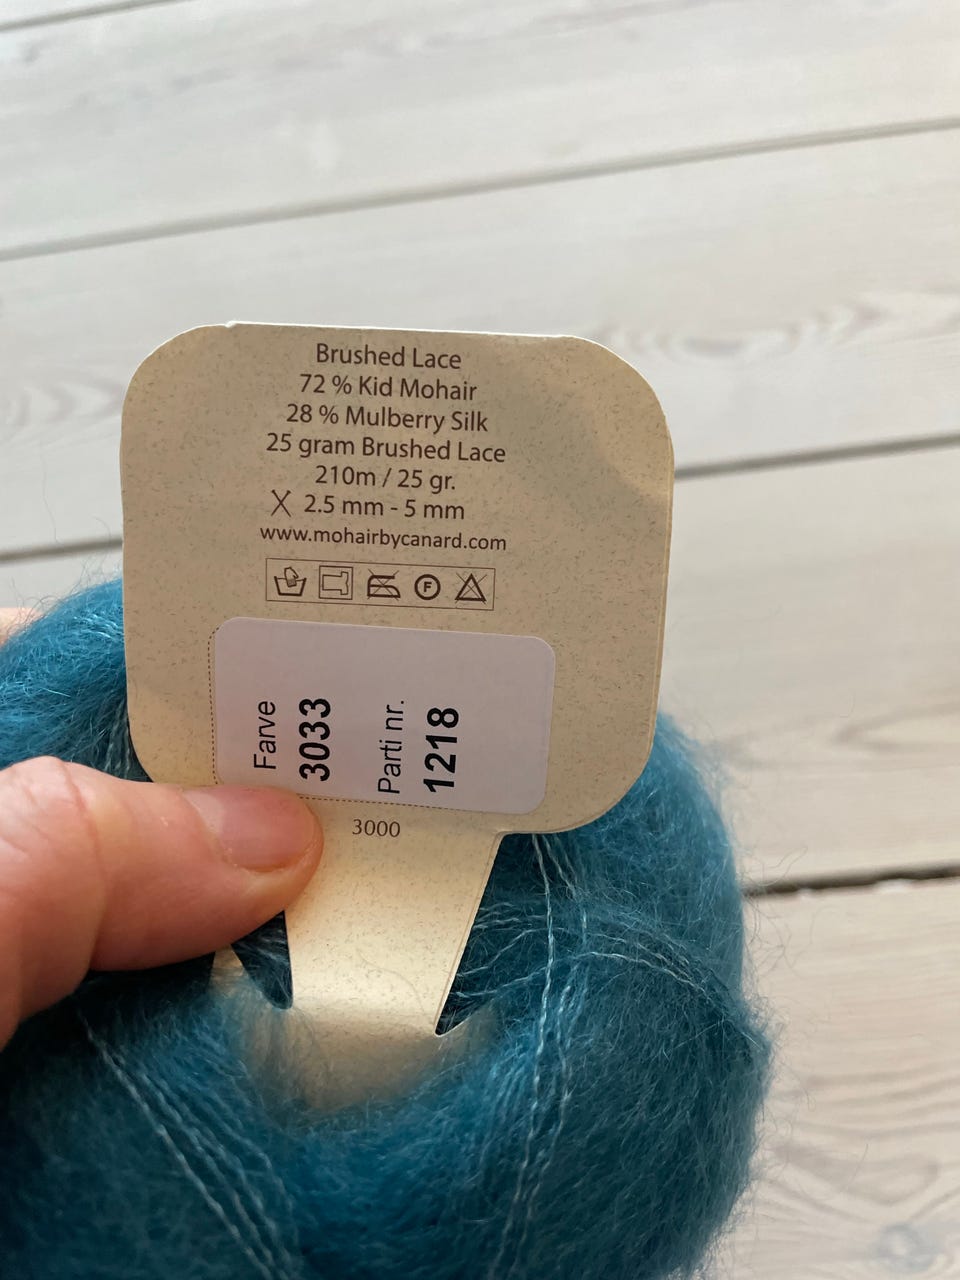 Brushed Lace
72 % Kid Mohair
28 % Mulberry Silk
25 gram Brushed Lace
210m / 25 gr.
2.5 mm - 5 mm
www.mohairbycanard.com
F
Farve
3033
Parti nr.
1218
3000